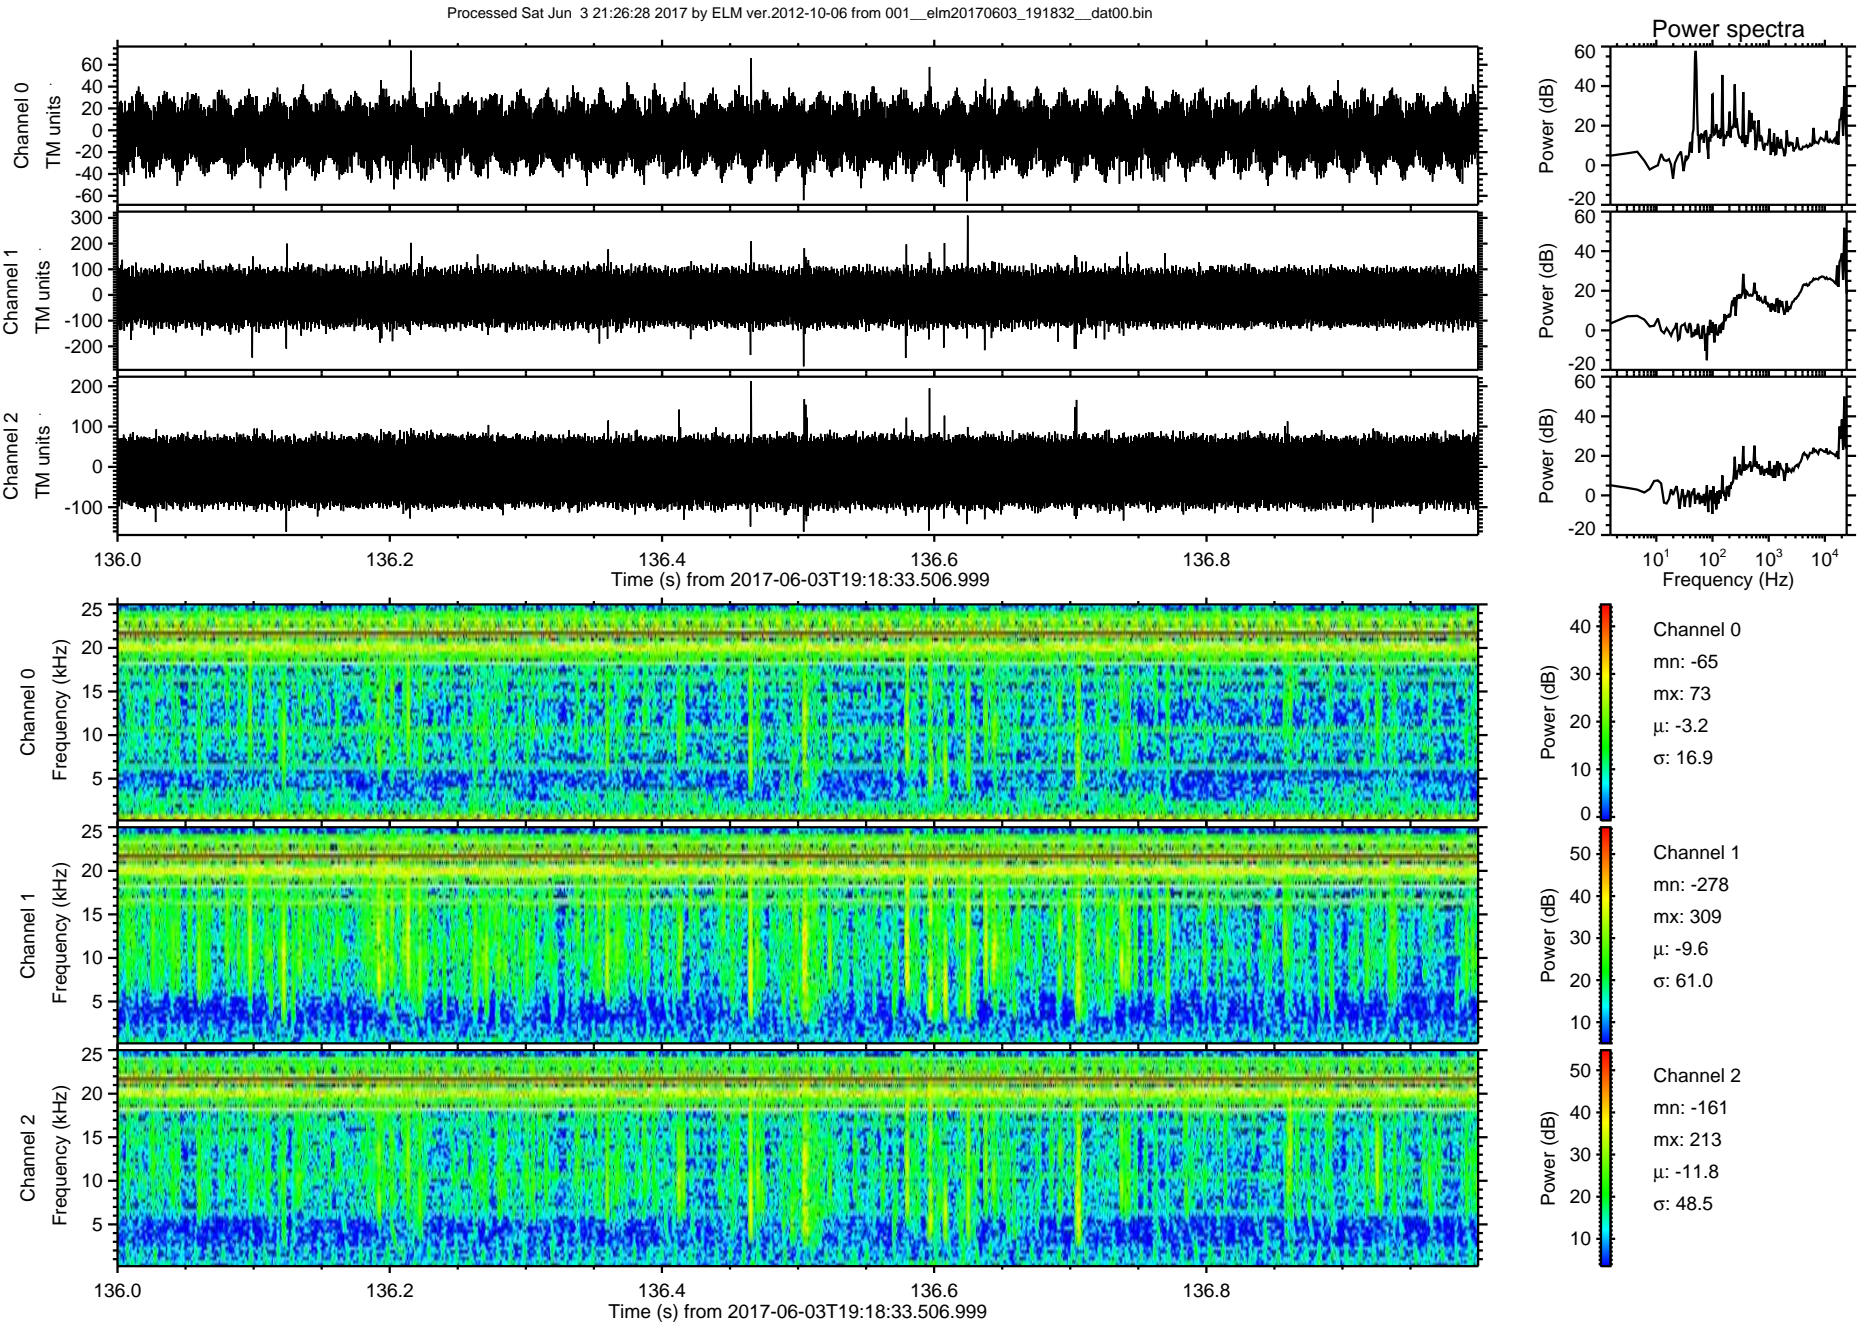 Processed Sat Jun  3 21:26:28 2017 by ELM ver.2012-10-06 from 001__elm20170603_191832__dat00.bin
Power spectra
Channel 0
TM units
60
40
20
0
-20
-40
-60
Power (dB)
60
40
20
0
-20
Channel 1
TM units
300
200
100
0
-100
-200
Power (dB)
60
40
20
0
-20
Channel 2
TM units
200
100
0
-100
Power (dB)
60
40
20
0
-20
136.0 136.2 136.4 136.6 136.8
Time (s) from 2017-06-03T19:18:33.506.999
10^1 10^2 10^3 10^4
Frequency (Hz)
Channel 0
Frequency (kHz)
25
20
15
10
5
Power (dB)
40
30
20
10
0
Channel 0
mn: -65
mx: 73
μ: -3.2
σ: 16.9
Channel 1
Frequency (kHz)
25
20
15
10
5
Power (dB)
50
40
30
20
10
Channel 1
mn: -278
mx: 309
μ: -9.6
σ: 61.0
Channel 2
Frequency (kHz)
25
20
15
10
5
Power (dB)
50
40
30
20
10
Channel 2
mn: -161
mx: 213
μ: -11.8
σ: 48.5
136.0 136.2 136.4 136.6 136.8
Time (s) from 2017-06-03T19:18:33.506.999